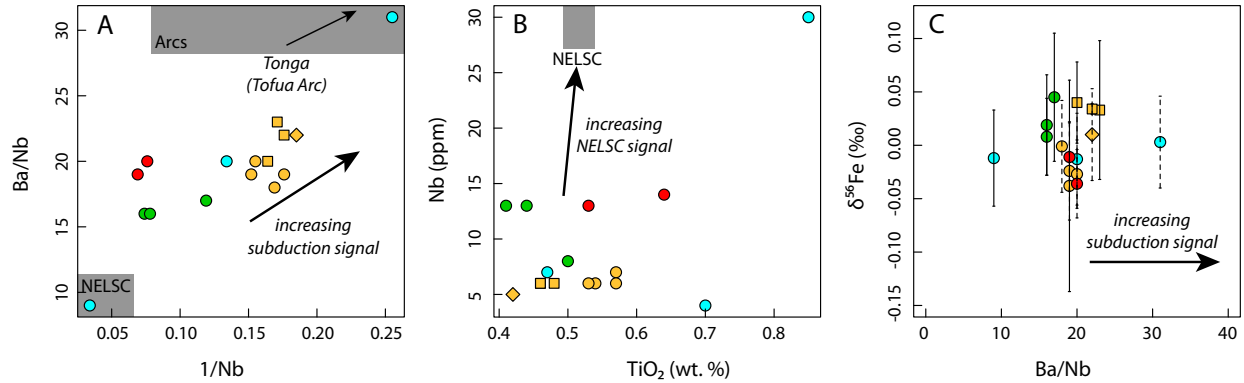 A
Arcs
Tonga
(Tofua Arc)
increasing
subduction signal
NELSC
Ba/Nb
10 15 20 25 30
0.05 0.10 0.15 0.20 0.25
1/Nb
B
NELSC
increasing
NELSC signal
Nb (ppm)
5 10 15 20 25 30
0.4 0.5 0.6 0.7 0.8
TiO₂ (wt. %)
C
increasing
subduction signal
δ⁵⁶Fe (‰)
-0.15 -0.10 -0.05 0.00 0.05 0.10
0 10 20 30 40
Ba/Nb